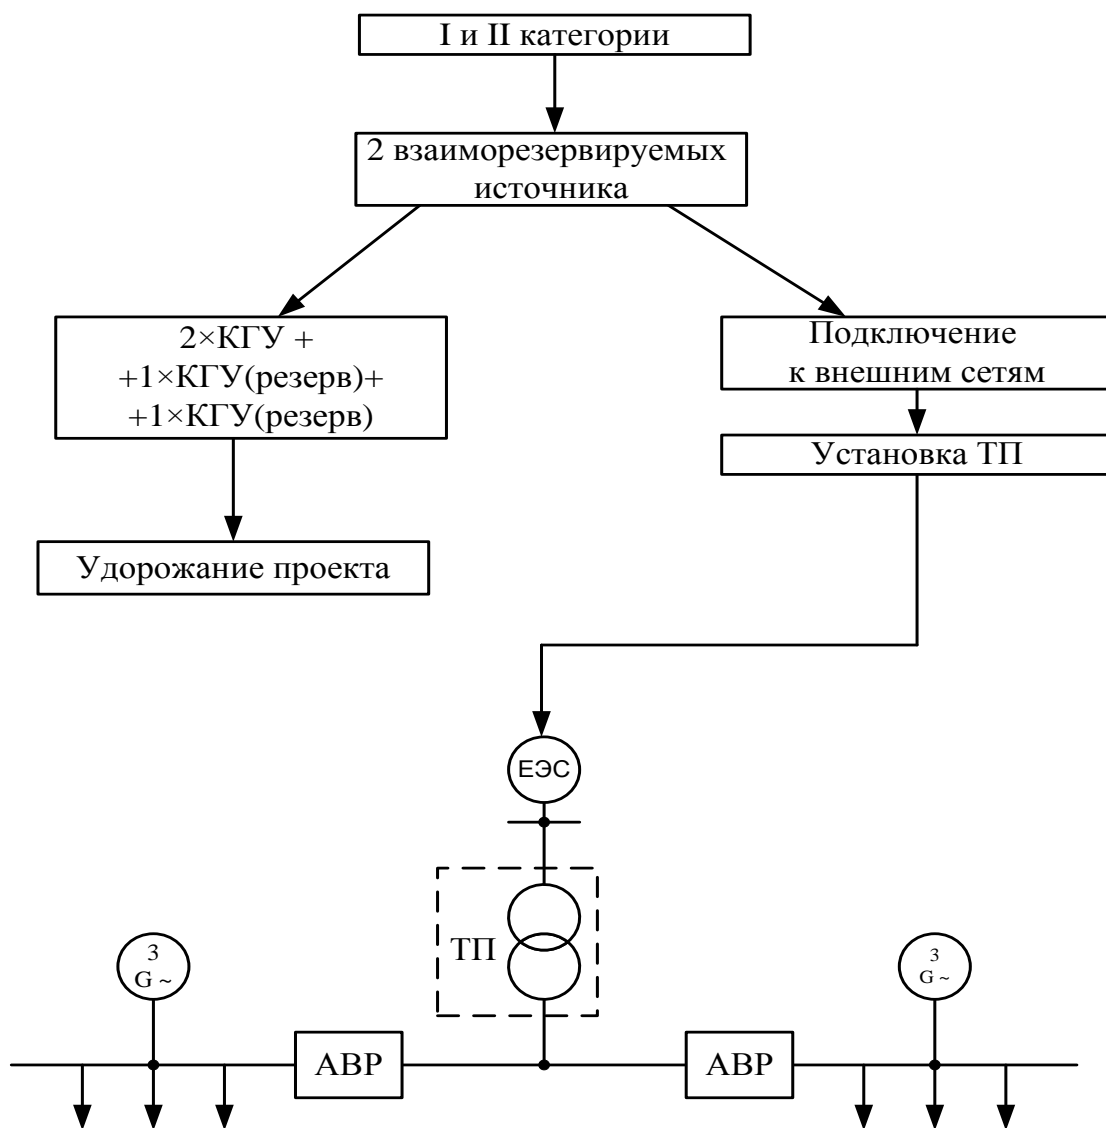 I и II категории
2 взаиморезервируемых
источника
2×КГУ +
+1×КГУ(резерв)+
+1×КГУ(резерв)
Подключение
к внешним сетям
Установка ТП
Удорожание проекта
ЕЭС
ТП
3
G ~
3
G ~
АВР
АВР